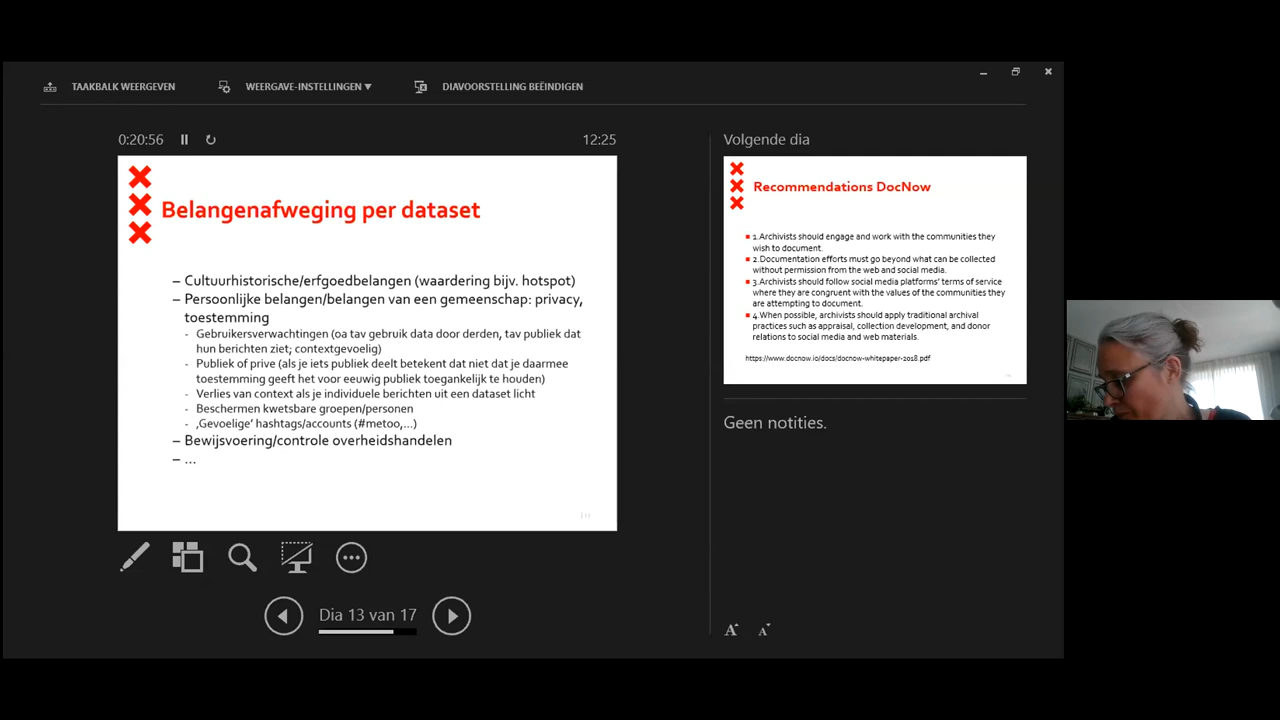 TAAKBALK WEERGEVEN
WEERGAVE-INSTELLINGEN
DIAVOORSTELLING BEËINDIGEN
0:20:56
12:25
Belangenafweging per dataset
– Cultuurhistorische/erfgoedbelangen (waardering bijv. hotspot)
– Persoonlijke belangen/belangen van een gemeenschap: privacy,
toestemming
- Gebruikersverwachtingen (oa tav gebruik data door derden, tav publiek dat
hun berichten ziet; contextgevoelig)
- Publiek of prive (als je iets publiek deelt betekent dat niet dat je daarmee
toestemming geeft het voor eeuwig publiek toegankelijk te houden)
- Verlies van context als je individuele berichten uit een dataset licht
- Beschermen kwetsbare groepen/personen
- ‚Gevoelige' hashtags/accounts (#metoo,...)
– Bewijsvoering/controle overheidshandelen
– ...
Dia 13 van 17
Volgende dia
Recommendations DocNow
1.Archivists should engage and work with the communities they
wish to document.
2.Documentation efforts must go beyond what can be collected
without permission from the web and social media.
3.Archivists should follow social media platforms' terms of service
where they are congruent with the values of the communities they
are attempting to document.
4.When possible, archivists should apply traditional archival
practices such as appraisal, collection development, and donor
relations to social media and web materials.
https://www.docnow.io/docs/docnow-whitepaper-2018.pdf
Geen notities.
A A